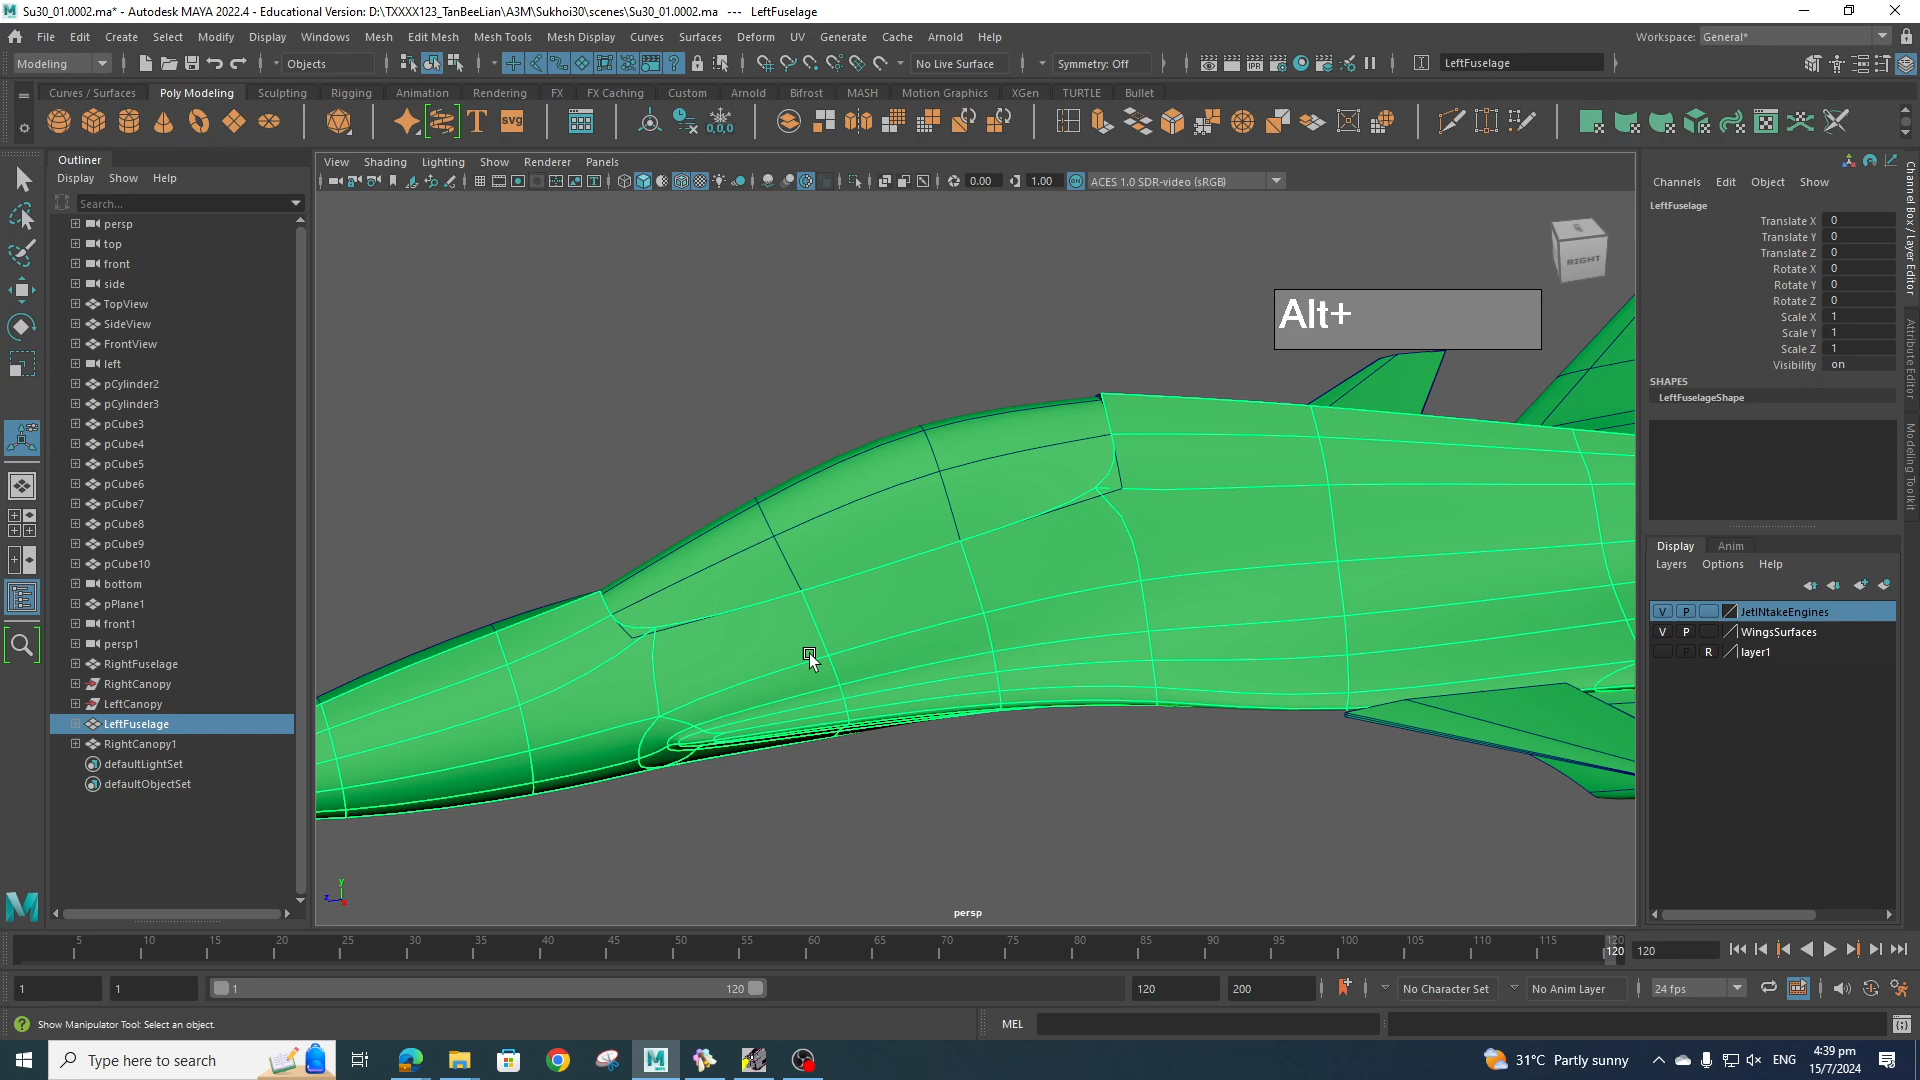 Su30_01.0002.ma* - Autodesk MAYA 2022.4 - Educational Version: D:\TXXXX123_TanBeeLian\A3M\Sukhoi30\scenes\Su30_01.0002.ma --- LeftFuselage
File Edit Create Select Modify Display Windows Mesh Edit Mesh Mesh Tools Mesh Display Curves Surfaces Deform UV Generate Cache Arnold Help
Workspace: General*
Modeling Objects No Live Surface Symmetry: Off LeftFuselage
Curves / Surfaces Poly Modeling Sculpting Rigging Animation Rendering FX FX Caching Custom Arnold Bifrost MASH Motion Graphics XGen TURTLE Bullet
Outliner
Display Show Help
Search...
persp
top
front
side
TopView
SideView
FrontView
left
pCylinder2
pCylinder3
pCube3
pCube4
pCube5
pCube6
pCube7
pCube8
pCube9
pCube10
bottom
pPlane1
front1
persp1
RightFuselage
RightCanopy
LeftCanopy
LeftFuselage
RightCanopy1
defaultLightSet
defaultObjectSet
View Shading Lighting Show Renderer Panels
0.00 1.00 ACES 1.0 SDR-video (sRGB)
RIGHT
Alt+
persp
Channels Edit Object Show
LeftFuselage
Translate X 0
Translate Y 0
Translate Z 0
Rotate X 0
Rotate Y 0
Rotate Z 0
Scale X 1
Scale Y 1
Scale Z 1
Visibility on
SHAPES
LeftFuselageShape
Display Anim
Layers Options Help
V P JetINtakeEngines
V P WingsSurfaces
P R layer1
Channel Box / Layer Editor
Attribute Editor
Modeling Toolkit
5 10 15 20 25 30 35 40 45 50 55 60 65 70 75 80 85 90 95 100 105 110 115 120
120 120
1 1 1 120 120 200 No Character Set No Anim Layer 24 fps
Show Manipulator Tool: Select an object.
MEL
Type here to search
31°C Partly sunny
ENG
4:39 pm
15/7/2024